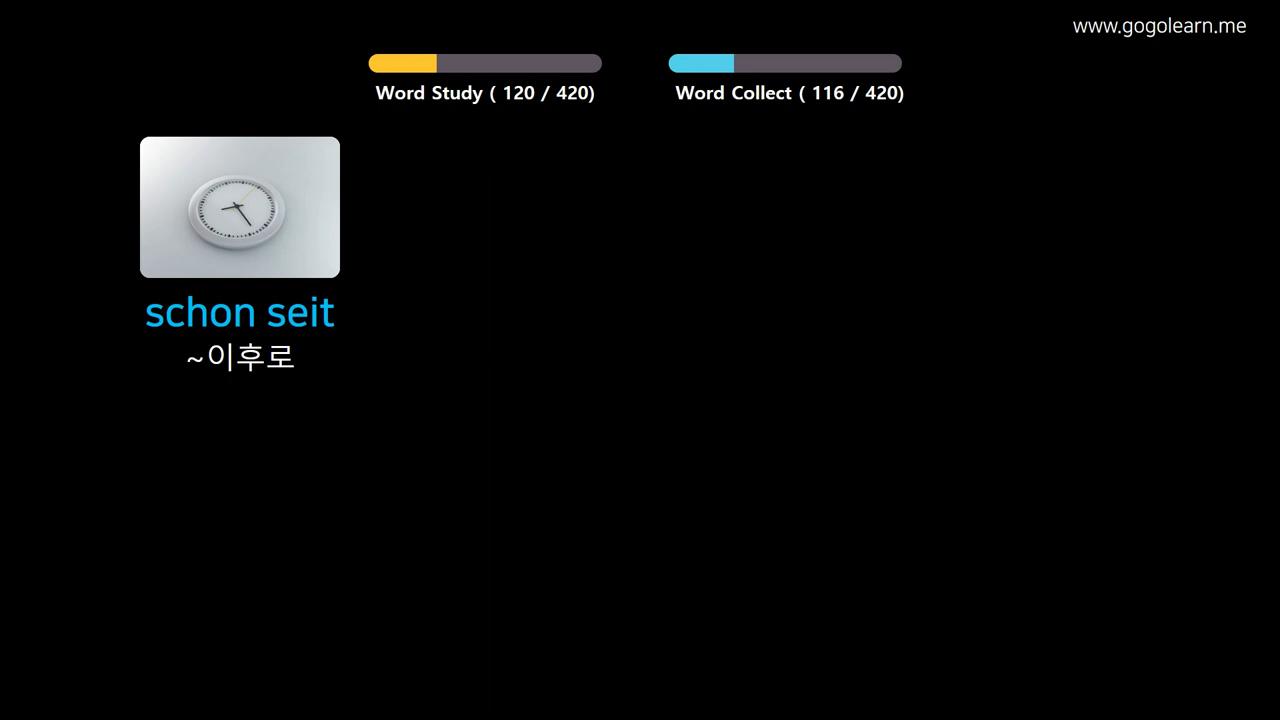 www.gogolearn.me
Word Study ( 120 / 420)
Word Collect ( 116 / 420)
schon seit
~이후로